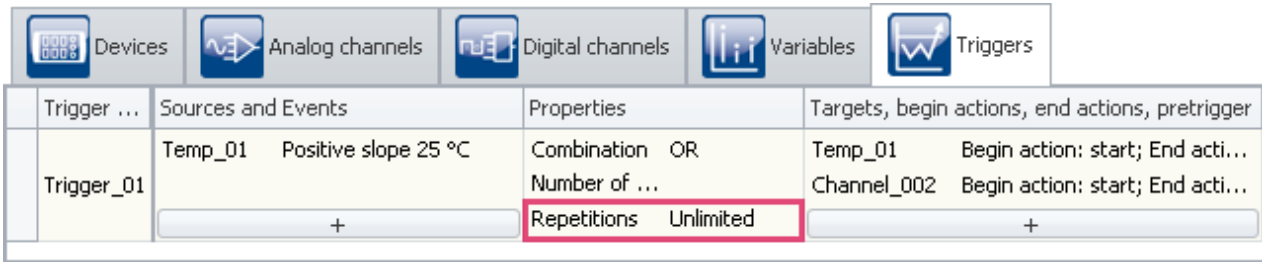 Devices Analog channels Digital channels Variables Triggers
Trigger ... Sources and Events Properties Targets, begin actions, end actions, pretrigger
Temp_01 Positive slope 25 °C Combination OR Temp_01 Begin action: start; End acti...
Trigger_01 Number of ... Channel_002 Begin action: start; End acti...
+ Repetitions Unlimited +